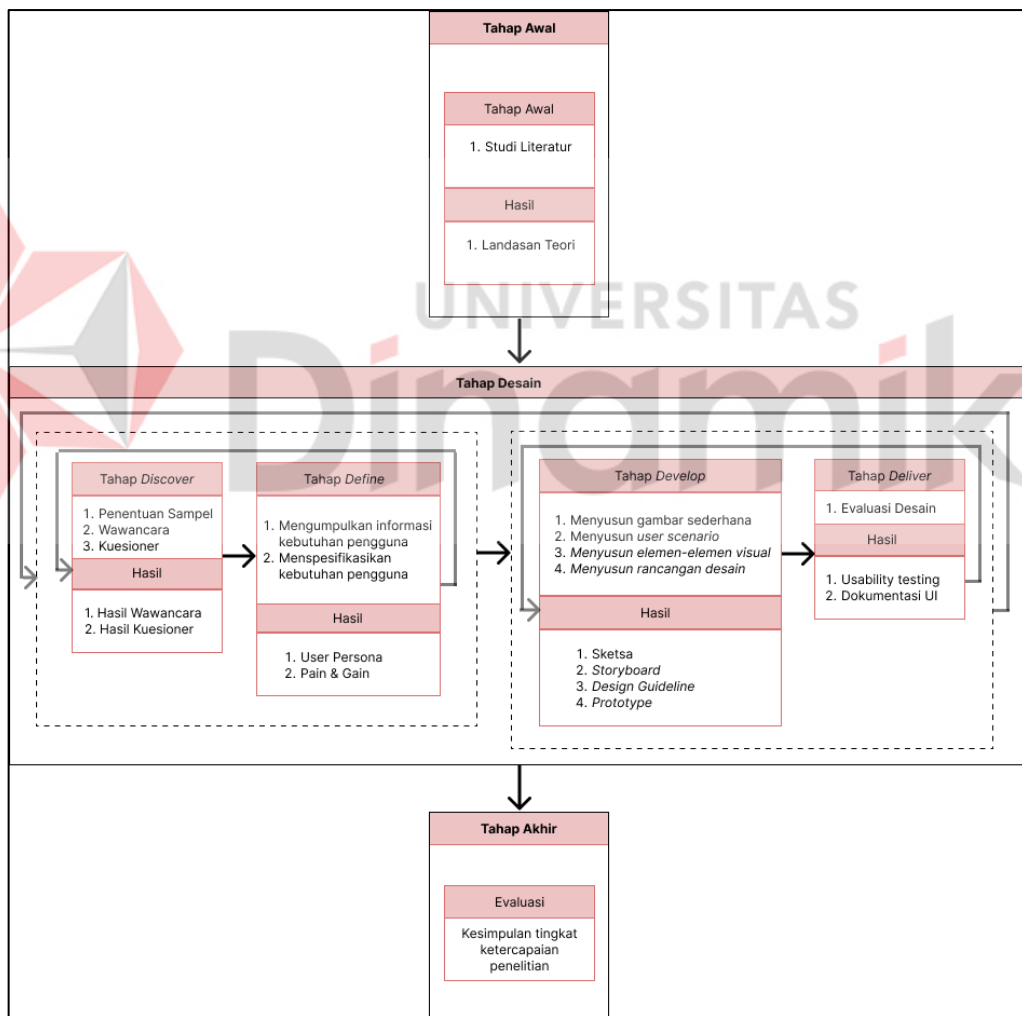 Tahap Awal
Tahap Awal
1. Studi Literatur
Hasil
1. Landasan Teori
UNIVERSITAS
Dinamika
Tahap Desain
Tahap Discover
1. Penentuan Sampel
2. Wawancara
3. Kuesioner
Hasil
1. Hasil Wawancara
2. Hasil Kuesioner
Tahap Define
1. Mengumpulkan informasi
kebutuhan pengguna
2. Menspesifikasikan
kebutuhan pengguna
Hasil
1. User Persona
2. Pain & Gain
Tahap Develop
1. Menyusun gambar sederhana
2. Menyusun user scenario
3. Menyusun elemen-elemen visual
4. Menyusun rancangan desain
Hasil
1. Sketsa
2. Storyboard
3. Design Guideline
4. Prototype
Tahap Deliver
1. Evaluasi Desain
Hasil
1. Usability testing
2. Dokumentasi UI
Tahap Akhir
Evaluasi
Kesimpulan tingkat
ketercapaian
penelitian